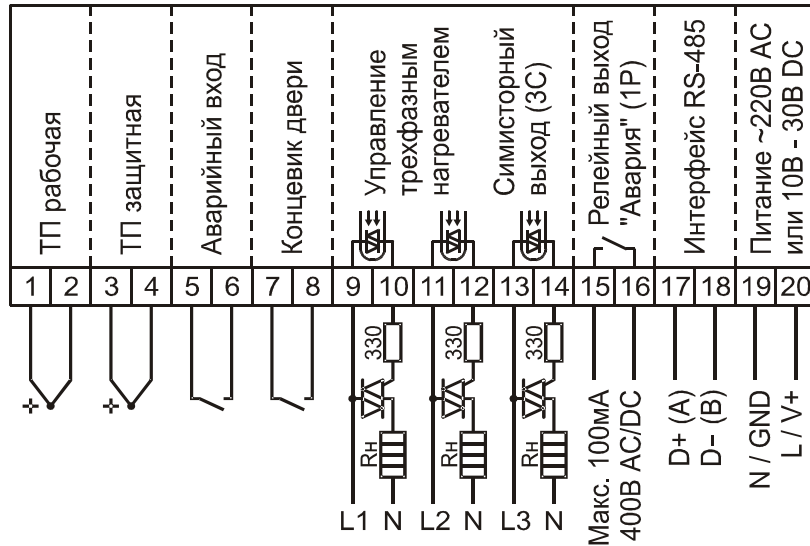 ТП рабочая
ТП защитная
Аварийный вход
Концевик двери
Управление
трехфазным
нагревателем
Симисторный
выход (3С)
Релейный выход
"Авария" (1Р)
Интерфейс RS-485
Питание ~220В AC
или 10В - 30В DC
1 2 3 4 5 6 7 8 9 10 11 12 13 14 15 16 17 18 19 20
330 330 330
Rн Rн Rн
L1 N L2 N L3 N
Макс. 100мА
400В AC/DC
D+ (A)
D- (B)
N / GND
L / V+